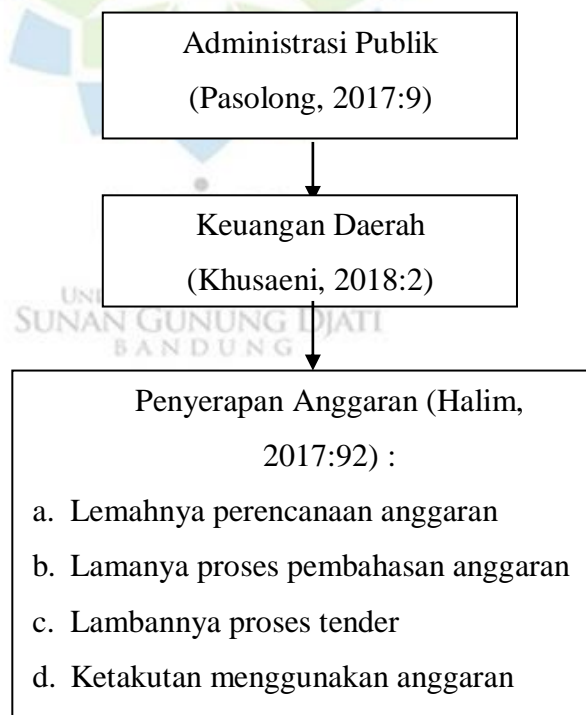 Administrasi Publik
(Pasolong, 2017:9)
Keuangan Daerah
(Khusaeni, 2018:2)
SUNAN GUNUNG DJATI
BANDUNG
Penyerapan Anggaran (Halim,
2017:92) :
a. Lemahnya perencanaan anggaran
b. Lamanya proses pembahasan anggaran
c. Lambannya proses tender
d. Ketakutan menggunakan anggaran